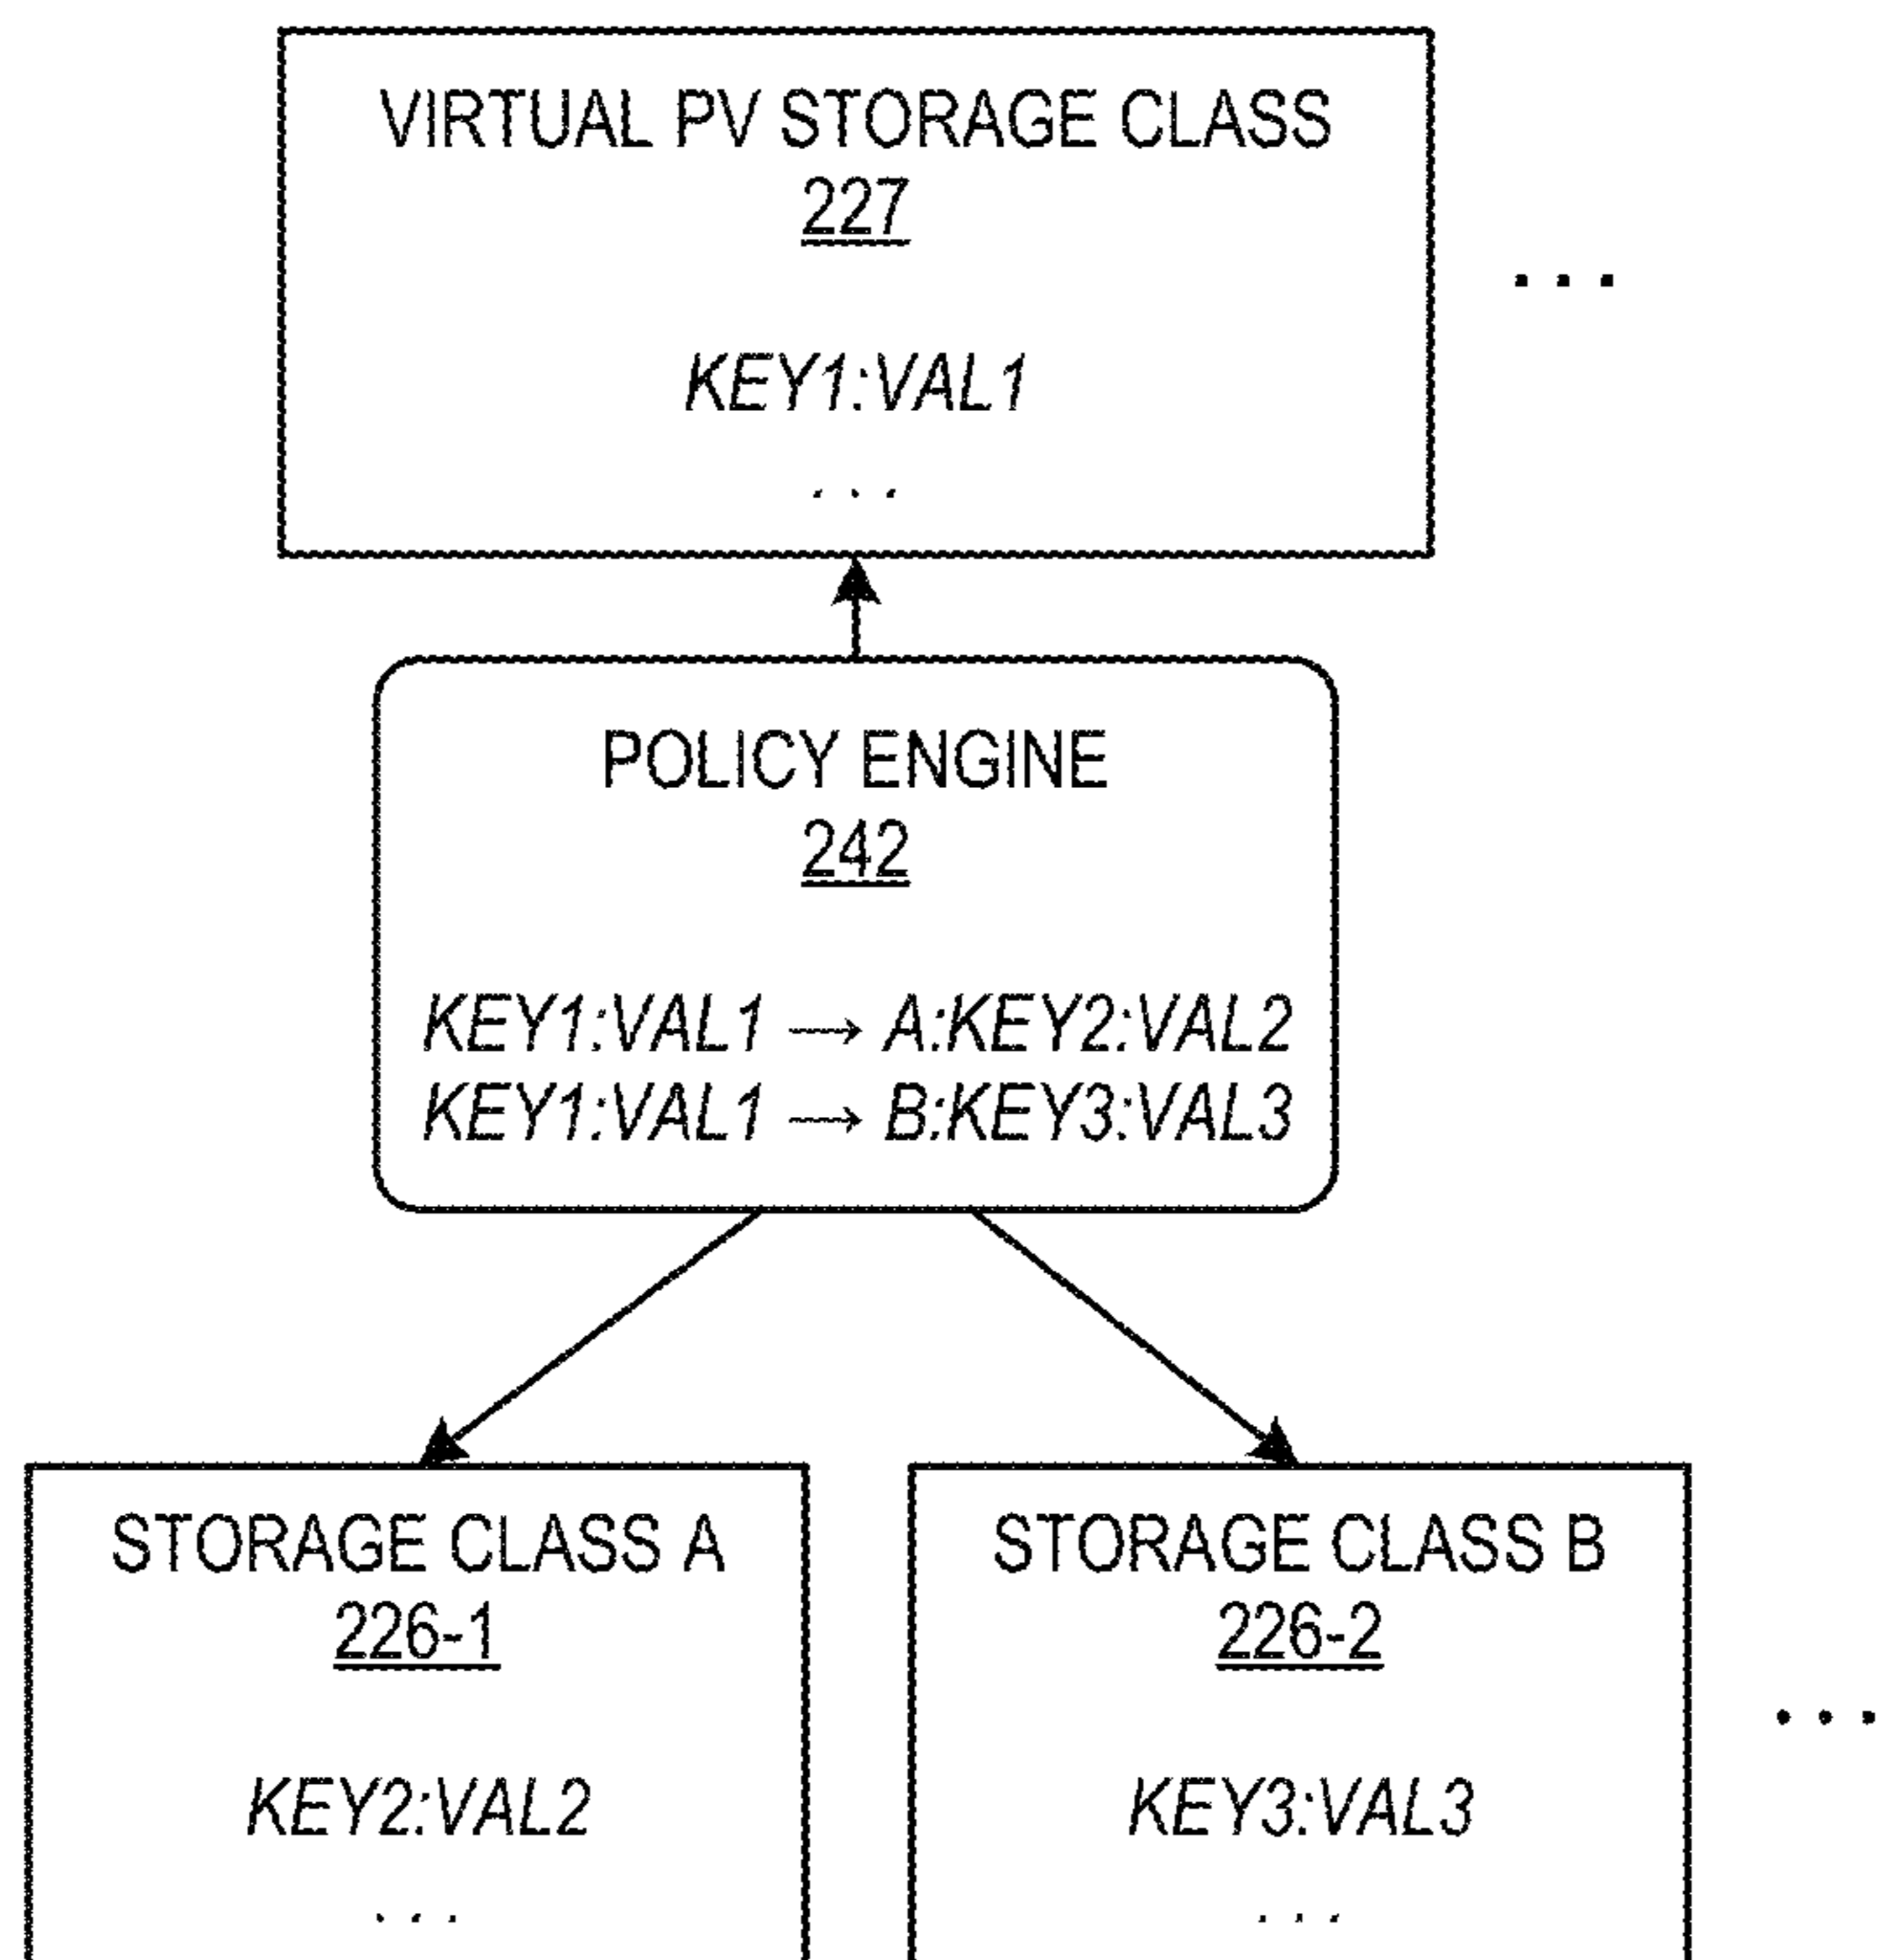 VIRTUAL PV STORAGE CLASS
227
...
KEY1:VAL1
...
POLICY ENGINE
242
KEY1:VAL1 → A:KEY2:VAL2
KEY1:VAL1 → B:KEY3:VAL3
STORAGE CLASS A
226-1
KEY2:VAL2
...
STORAGE CLASS B
226-2
KEY3:VAL3
...
...